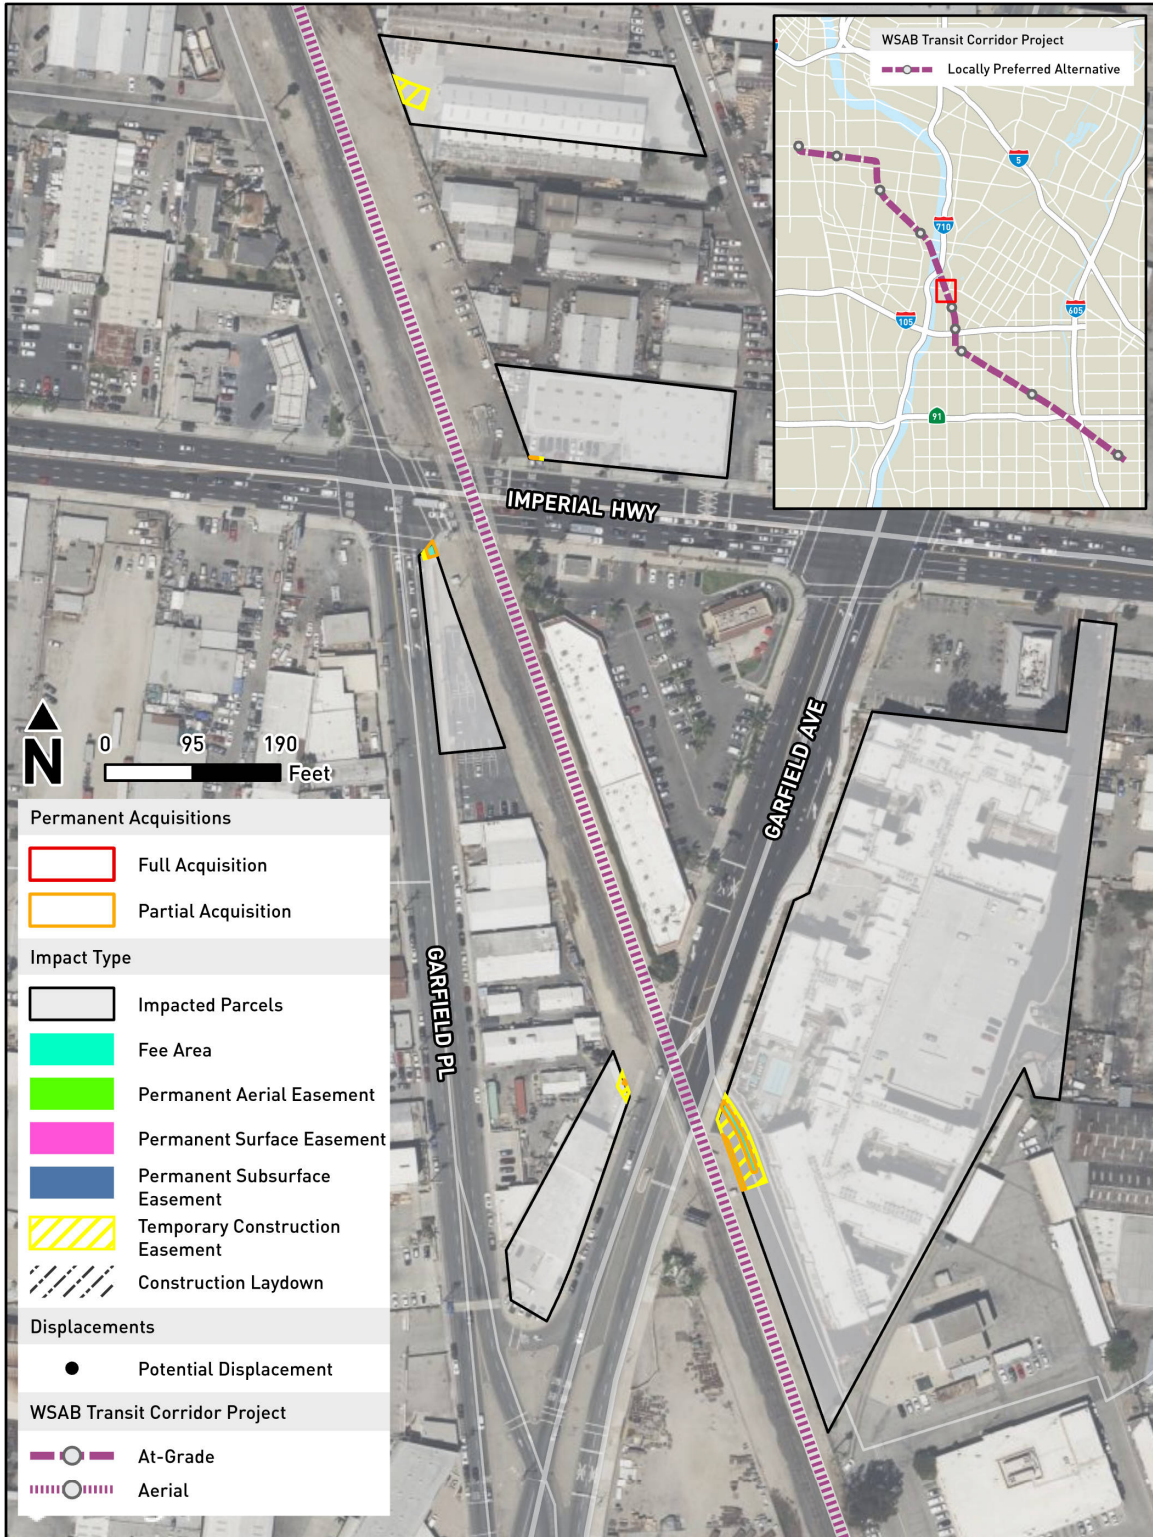 WSAB Transit Corridor Project
Locally Preferred Alternative
5
5
710
105
605
91
IMPERIAL HWY
GARFIELD AVE
GARFIELD PL
N
0 95 190
Feet
Permanent Acquisitions
Full Acquisition
Partial Acquisition
Impact Type
Impacted Parcels
Fee Area
Permanent Aerial Easement
Permanent Surface Easement
Permanent Subsurface
Easement
Temporary Construction
Easement
Construction Laydown
Displacements
Potential Displacement
WSAB Transit Corridor Project
At-Grade
Aerial